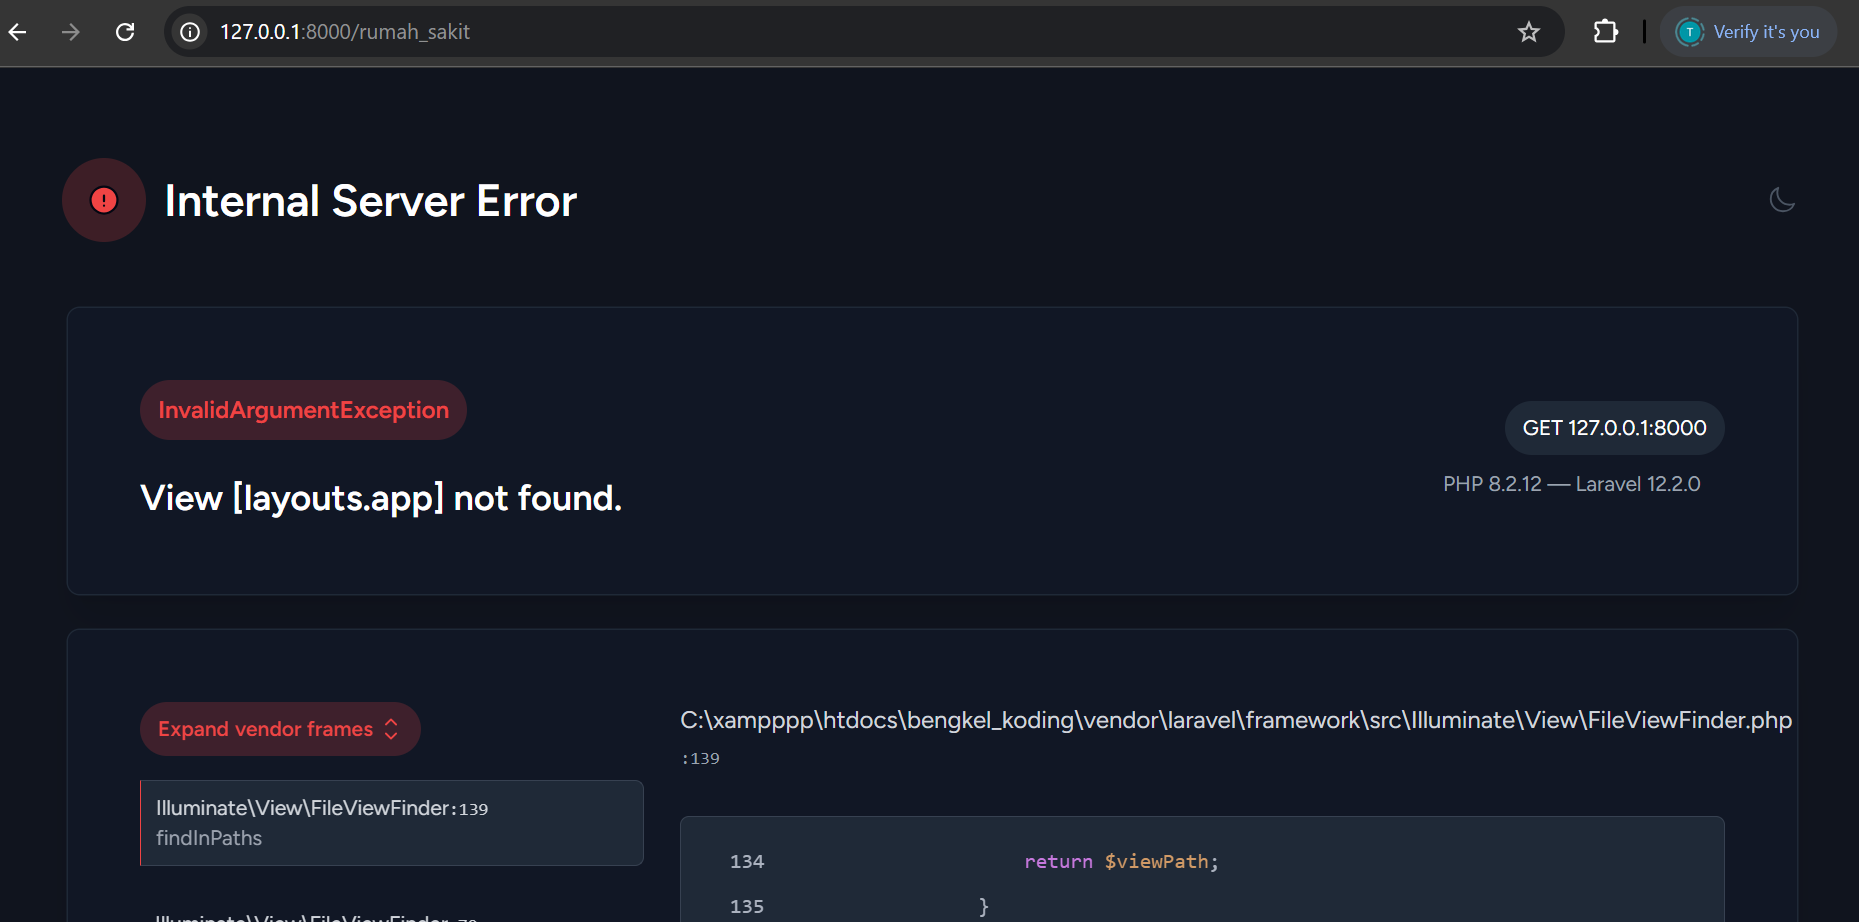 127.0.0.1:8000/rumah_sakit
T
Verify it's you
Internal Server Error
InvalidArgumentException
View [layouts.app] not found.
GET 127.0.0.1:8000
PHP 8.2.12 — Laravel 12.2.0
Expand vendor frames
Illuminate\View\FileViewFinder:139
findInPaths
C:\xampppp\htdocs\bengkel_koding\vendor\laravel\framework\src\Illuminate\View\FileViewFinder.php
:139
134 return $viewPath;
135 }